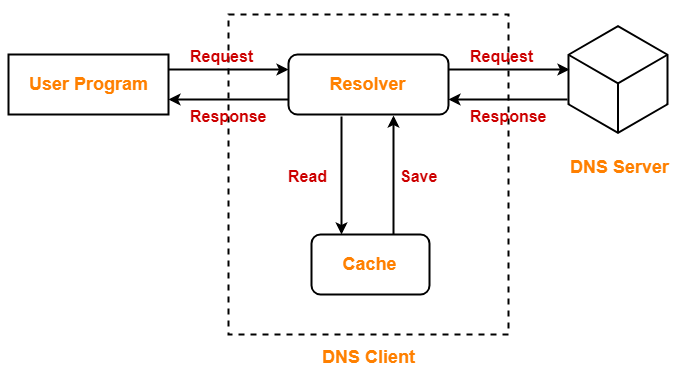 Request
Request
User Program
Resolver
Response
Response
DNS Server
Read
Save
Cache
DNS Client